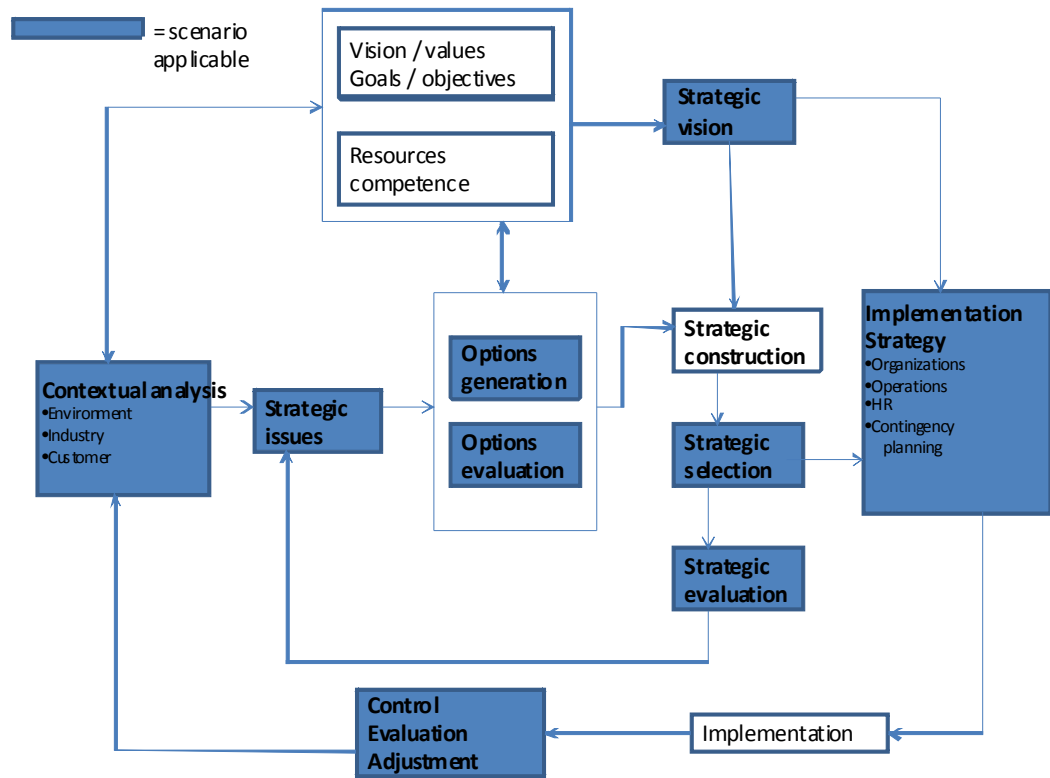 = scenario
applicable
Vision / values
Goals / objectives
Resources
competence
Strategic
vision
Contextual analysis
•Environment
•Industry
•Customer
Strategic
issues
Options
generation
Options
evaluation
Strategic
construction
Strategic
selection
Strategic
evaluation
Implementation
Strategy
•Organizations
•Operations
•HR
•Contingency
planning
Control
Evaluation
Adjustment
Implementation